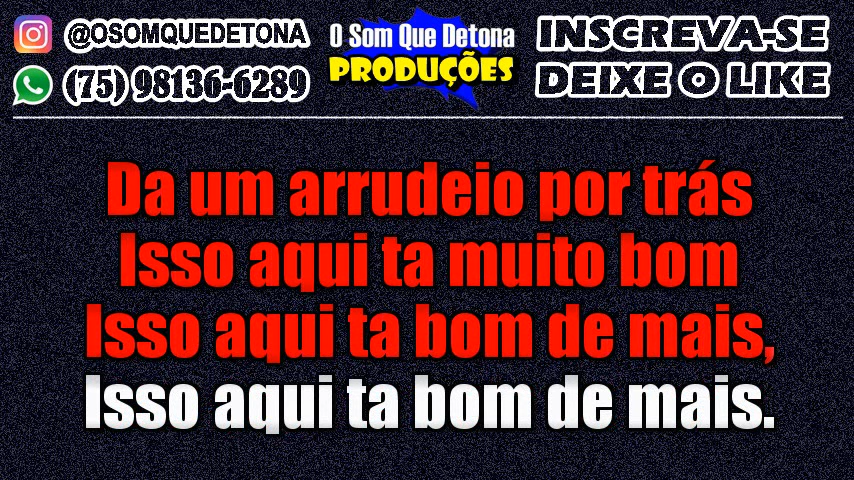 @OSOMQUEDETONA
(75) 98136-6289
O Som Que Detona
PRODUÇÕES
INSCREVA-SE
DEIXE O LIKE
Da um arrudeio por trás
Isso aqui ta muito bom
Isso aqui ta bom de mais,
Isso aqui ta bom de mais.